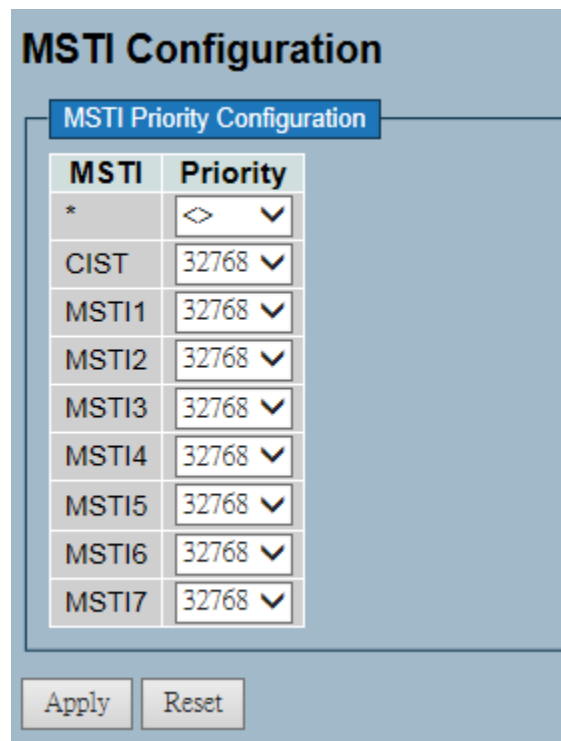 MSTI Configuration
MSTI Priority Configuration
MSTI Priority
* <>
CIST 32768
MSTI1 32768
MSTI2 32768
MSTI3 32768
MSTI4 32768
MSTI5 32768
MSTI6 32768
MSTI7 32768
Apply Reset